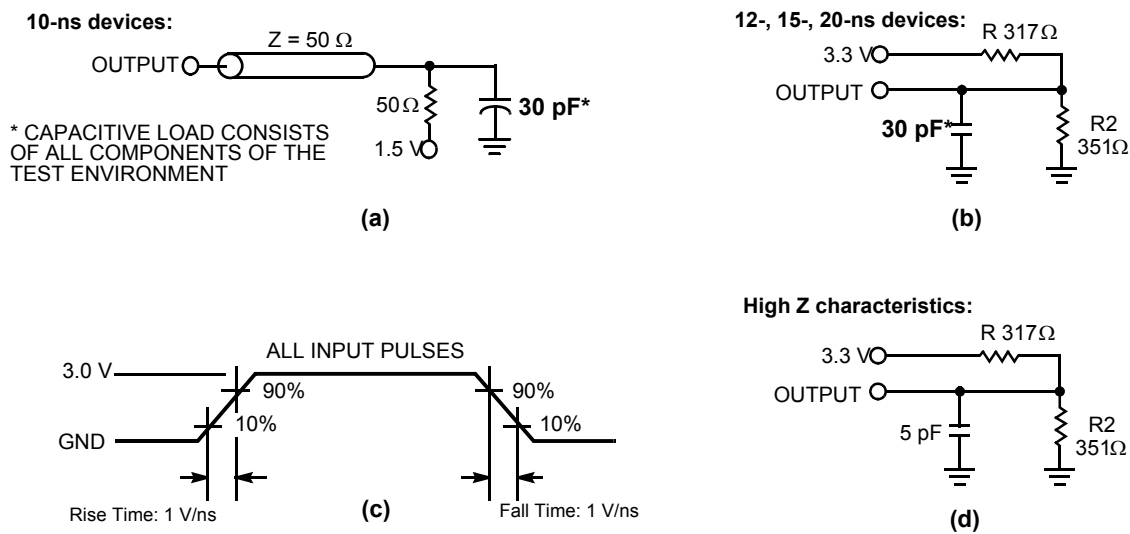 10-ns devices:
Z = 50 Ω
OUTPUT
50Ω
30 pF*
1.5 V
* CAPACITIVE LOAD CONSISTS
OF ALL COMPONENTS OF THE
TEST ENVIRONMENT
(a)
12-, 15-, 20-ns devices:
R 317Ω
3.3 V
OUTPUT
30 pF*
R2
351Ω
(b)
ALL INPUT PULSES
3.0 V
90%
10%
GND
90%
10%
Rise Time: 1 V/ns
(c)
Fall Time: 1 V/ns
High Z characteristics:
R 317Ω
3.3 V
OUTPUT
5 pF
R2
351Ω
(d)